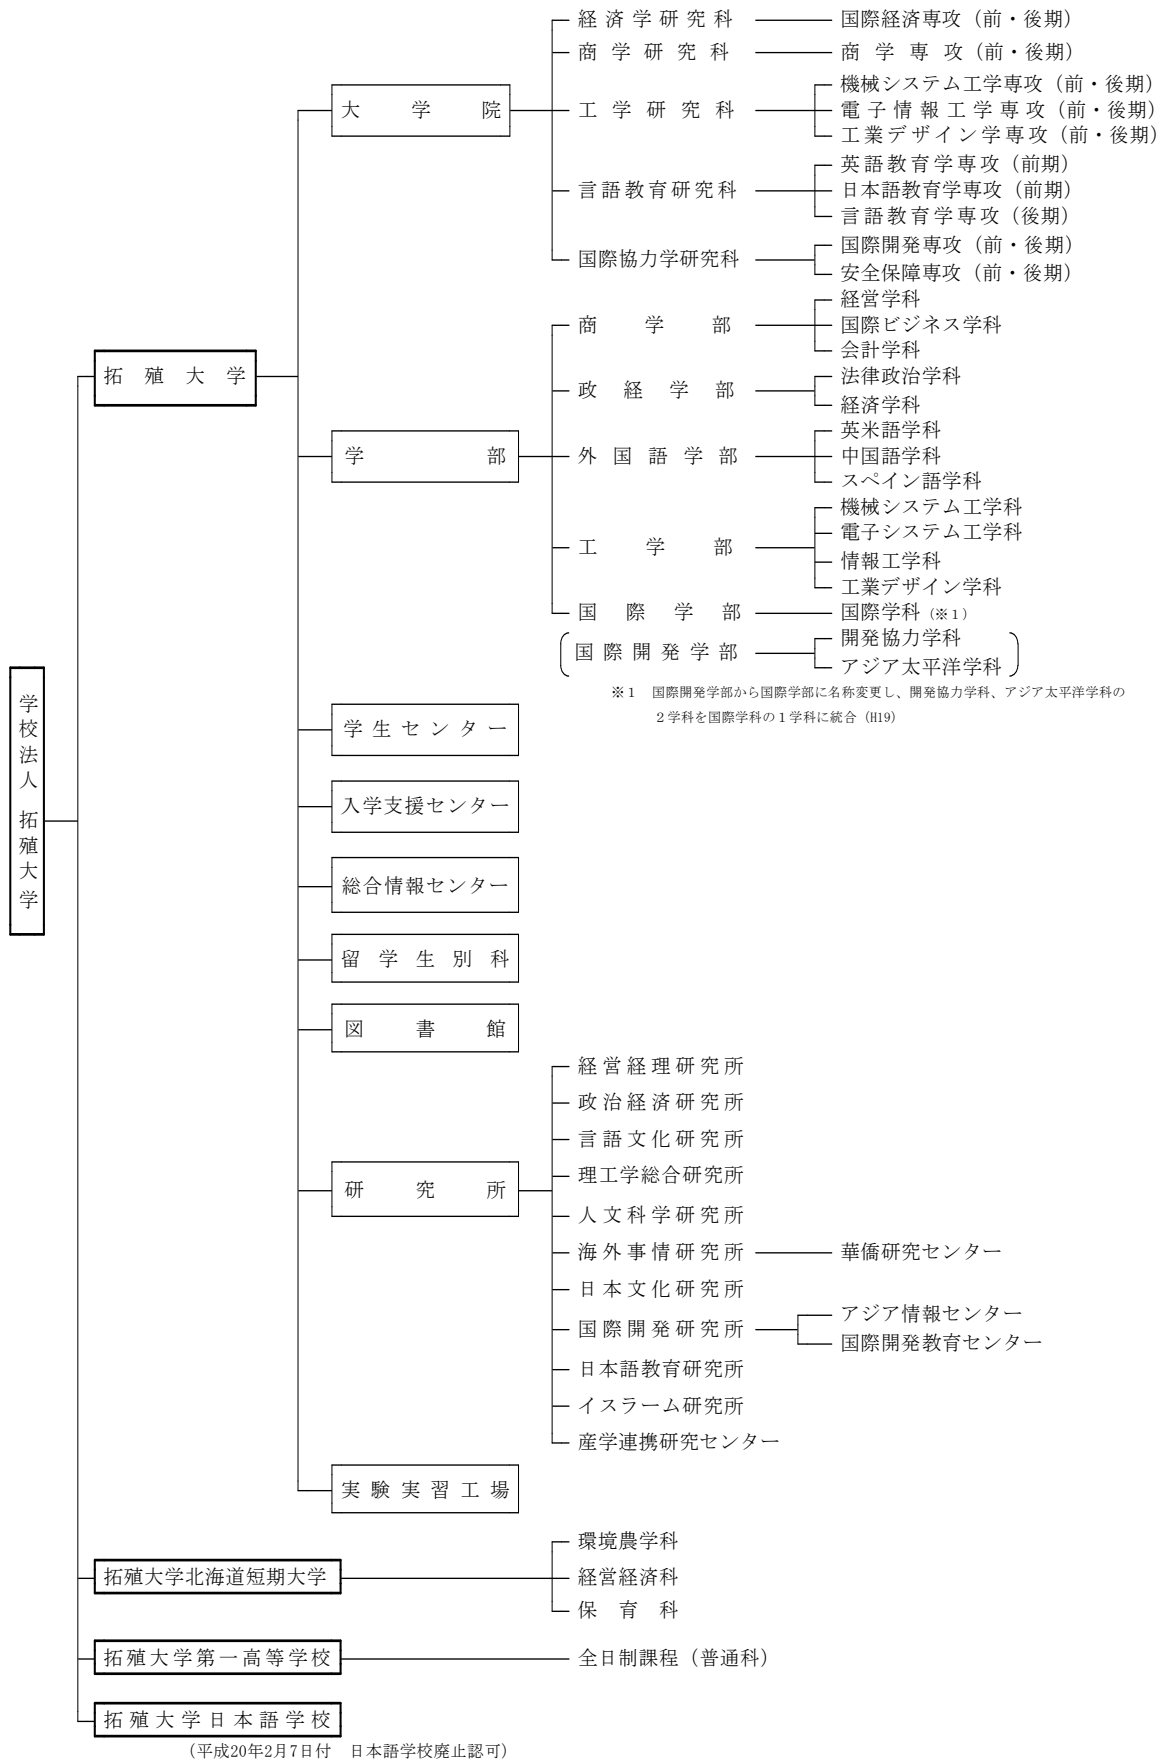 学校法人 拓殖大学
拓殖大学
大学院
経済学研究科
国際経済専攻（前・後期）
商学研究科
商学専攻（前・後期）
工学研究科
機械システム工学専攻（前・後期）
電子情報工学専攻（前・後期）
工業デザイン学専攻（前・後期）
言語教育研究科
英語教育学専攻（前期）
日本語教育学専攻（前期）
言語教育学専攻（後期）
国際協力学研究科
国際開発専攻（前・後期）
安全保障専攻（前・後期）
学部
商学部
経営学科
国際ビジネス学科
会計学科
政経学部
法律政治学科
経済学科
外国語学部
英米語学科
中国語学科
スペイン語学科
工学部
機械システム工学科
電子システム工学科
情報工学科
工業デザイン学科
国際学部
国際学科（※１）
国際開発学部
開発協力学科
アジア太平洋学科
※１ 国際開発学部から国際学部に名称変更し、開発協力学科、アジア太平洋学科の
２学科を国際学科の１学科に統合（H19）
学生センター
入学支援センター
総合情報センター
留学生別科
図書館
研究所
経営経理研究所
政治経済研究所
言語文化研究所
理工学総合研究所
人文科学研究所
海外事情研究所
華僑研究センター
日本文化研究所
国際開発研究所
アジア情報センター
国際開発教育センター
日本語教育研究所
イスラーム研究所
産学連携研究センター
実験実習工場
拓殖大学北海道短期大学
環境農学科
経営経済科
保育科
拓殖大学第一高等学校
全日制課程（普通科）
拓殖大学日本語学校
（平成20年2月7日付 日本語学校廃止認可）